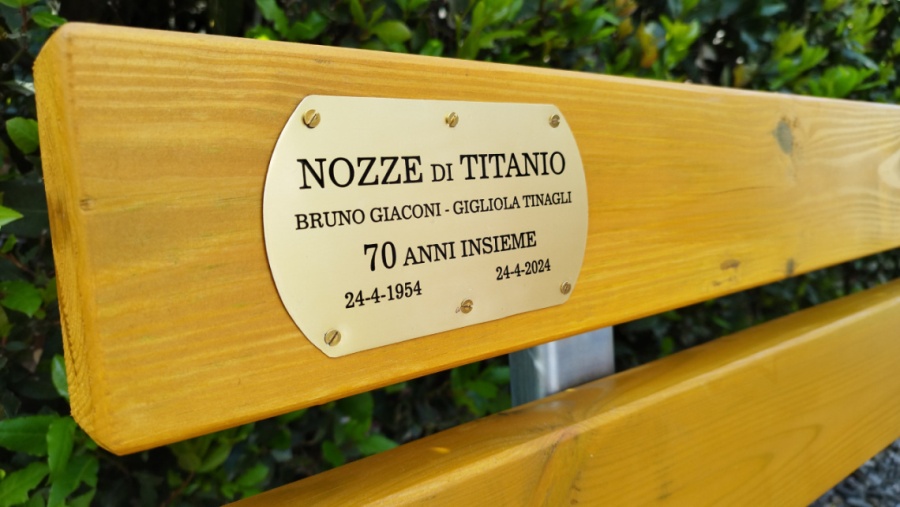 NOZZE DI TITANIO
BRUNO GIACONI - GIGLIOLA TINAGLI
70 ANNI INSIEME
24-4-1954 24-4-2024